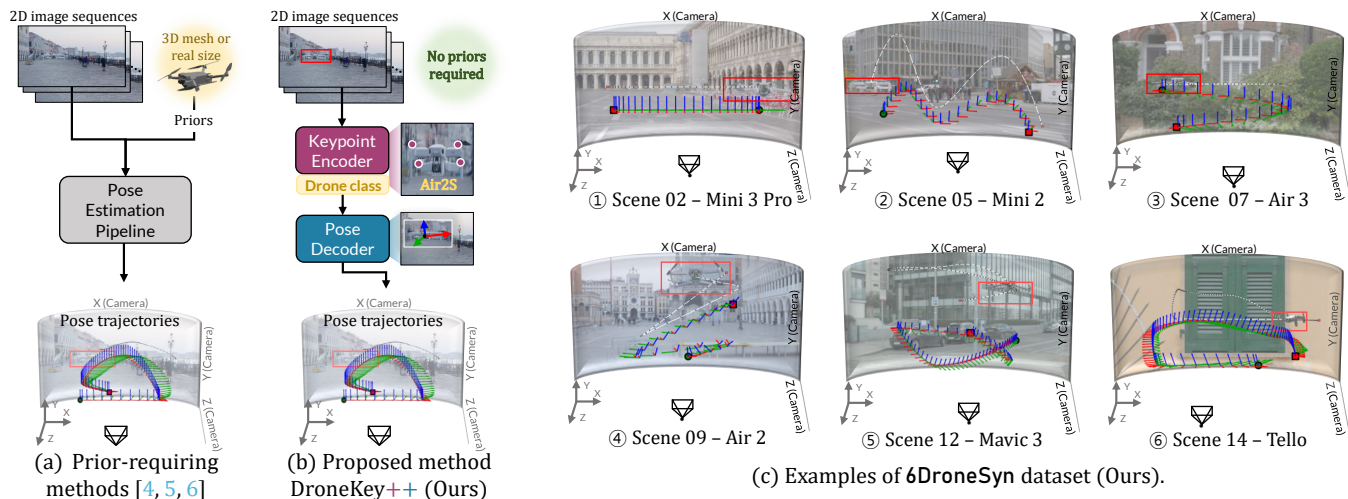 2D image sequences
3D mesh or
real size
Priors
Pose
Estimation
Pipeline
X (Camera)
Pose trajectories
Y (Camera)
Z (Camera)
Y
X
Z
(a) Prior-requiring
methods [4, 5, 6]
2D image sequences
No priors
required
Keypoint
Encoder
Drone class
Air2S
Pose
Decoder
X (Camera)
Pose trajectories
Y (Camera)
Z (Camera)
Y
X
Z
(b) Proposed method
DroneKey++ (Ours)
X (Camera)
Y (Camera)
Z (Camera)
Y
X
Z
① Scene 02 – Mini 3 Pro
X (Camera)
Y (Camera)
Z (Camera)
Y
X
Z
② Scene 05 – Mini 2
X (Camera)
Y (Camera)
Z (Camera)
Y
X
Z
③ Scene 07 – Air 3
X (Camera)
Y (Camera)
Z (Camera)
Y
X
Z
④ Scene 09 – Air 2
X (Camera)
Y (Camera)
Z (Camera)
Y
X
Z
⑤ Scene 12 – Mavic 3
X (Camera)
Y (Camera)
Z (Camera)
Y
X
Z
⑥ Scene 14 – Tello
(c) Examples of 6DroneSyn dataset (Ours).